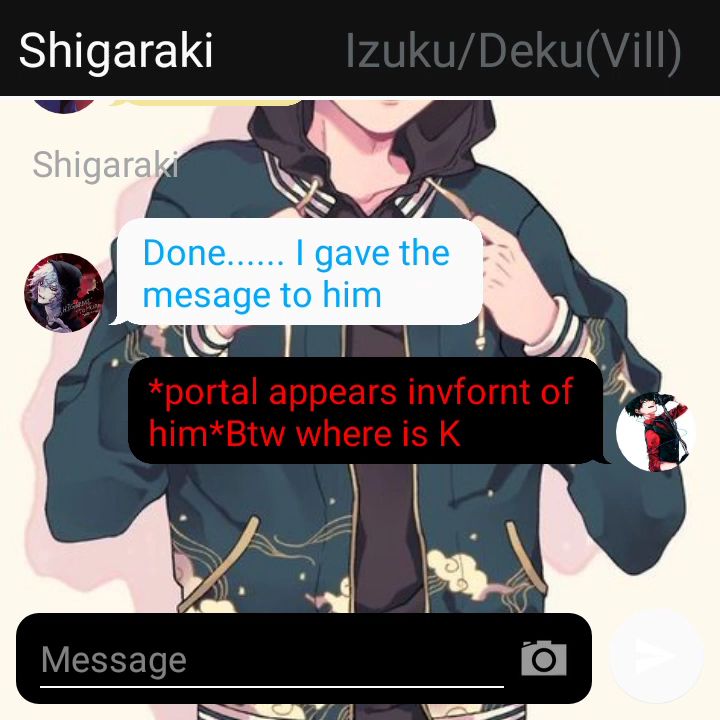 Shigaraki
Izuku/Deku(Vill)
Shigaraki
Done...... I gave the
mesage to him
*portal appears invfornt of
him*Btw where is K
Message